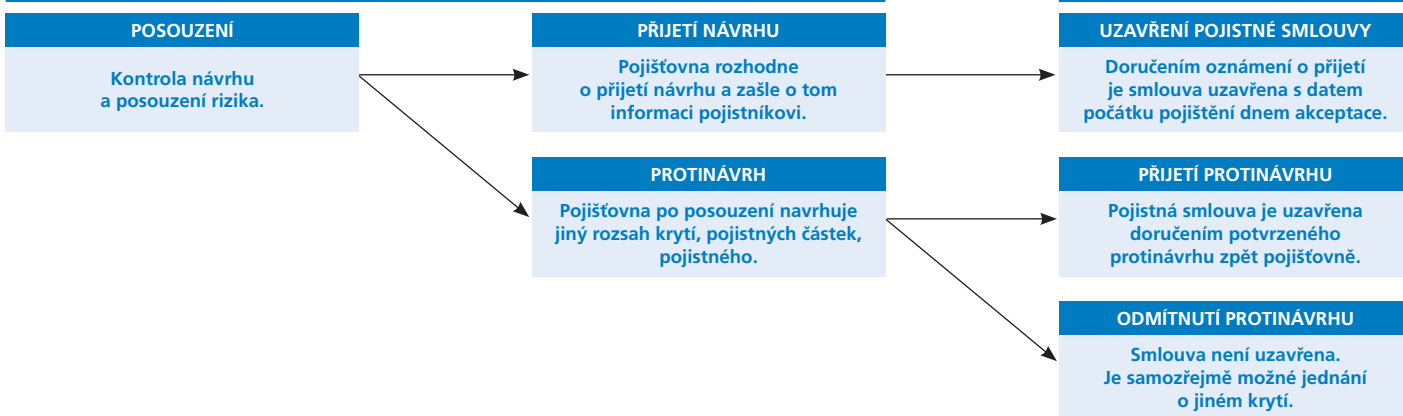 POSOUZENÍ
Kontrola návrhu
a posouzení rizika.
PŘIJETÍ NÁVRHU
Pojišťovna rozhodne
o přijetí návrhu a zašle o tom
informaci pojistníkovi.
UZAVŘENÍ POJISTNÉ SMLOUVY
Doručením oznámení o přijetí
je smlouva uzavřena s datem
počátku pojištění dnem akceptace.
PROTINÁVRH
Pojišťovna po posouzení navrhuje
jiný rozsah krytí, pojistných částek,
pojistného.
PŘIJETÍ PROTINÁVRHU
Pojistná smlouva je uzavřena
doručením potvrzeného
protinávrhu zpět pojišťovně.
ODMÍTNUTÍ PROTINÁVRHU
Smlouva není uzavřena.
Je samozřejmě možné jednání
o jiném krytí.